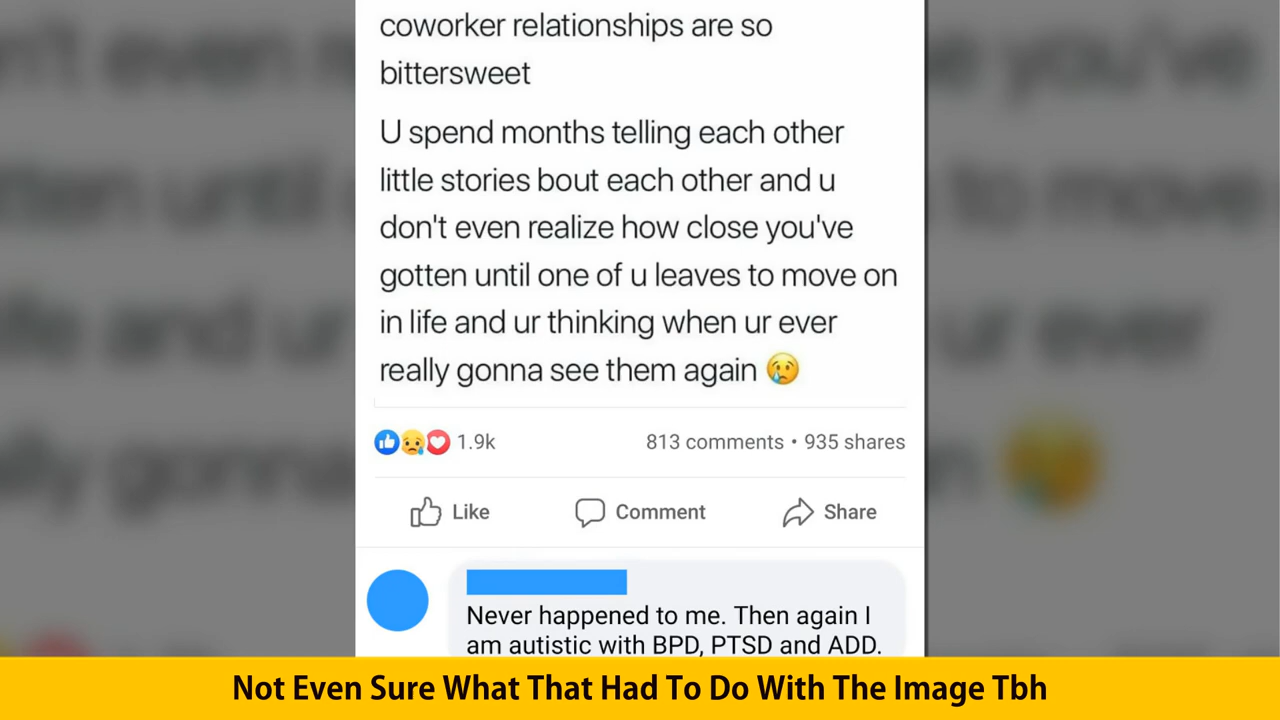 coworker relationships are so
bittersweet
U spend months telling each other
little stories bout each other and u
don't even realize how close you've
gotten until one of u leaves to move on
in life and ur thinking when ur ever
really gonna see them again 😢
1.9k 813 comments • 935 shares
Like Comment Share
Never happened to me. Then again I
am autistic with BPD, PTSD and ADD.
Not Even Sure What That Had To Do With The Image Tbh